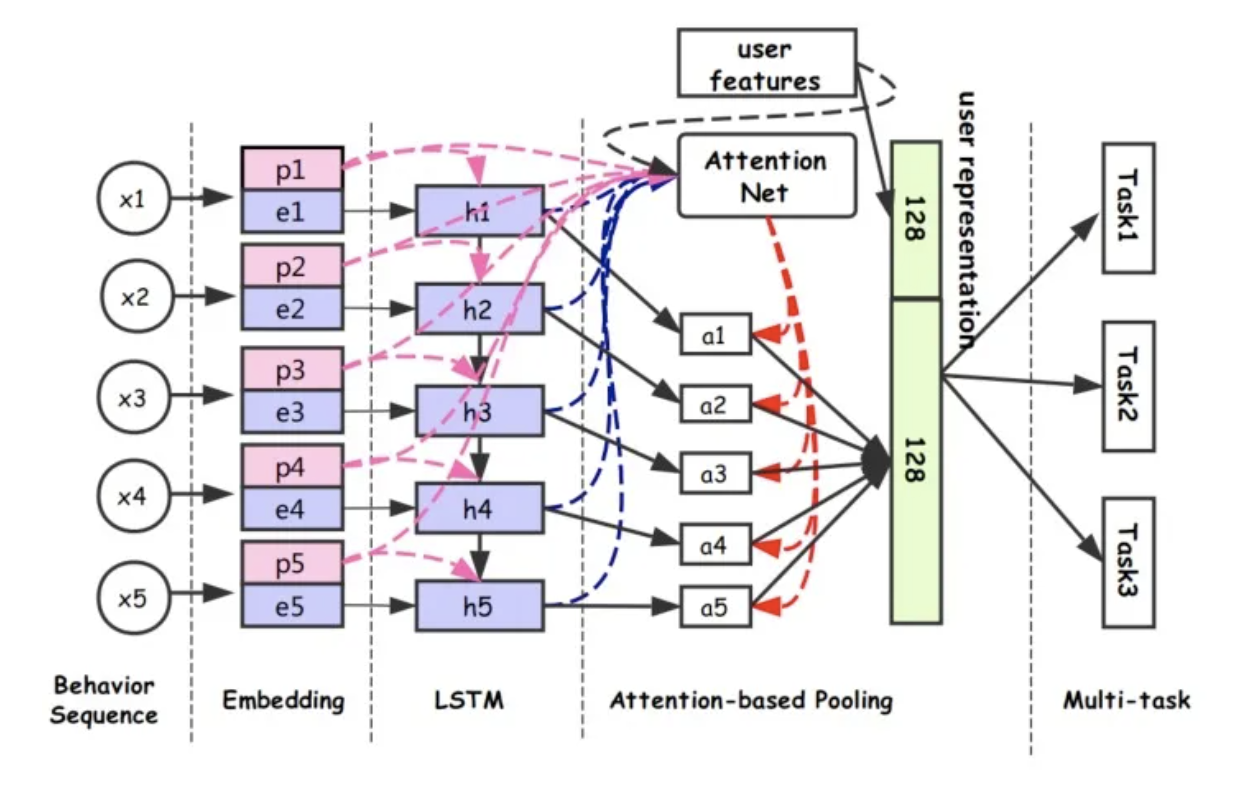 user
features
Attention
Net
user representation
x1
x2
x3
x4
x5
p1
e1
p2
e2
p3
e3
p4
e4
p5
e5
h1
h2
h3
h4
h5
a1
a2
a3
a4
a5
128
128
Task1
Task2
Task3
Behavior
Sequence
Embedding
LSTM
Attention-based Pooling
Multi-task